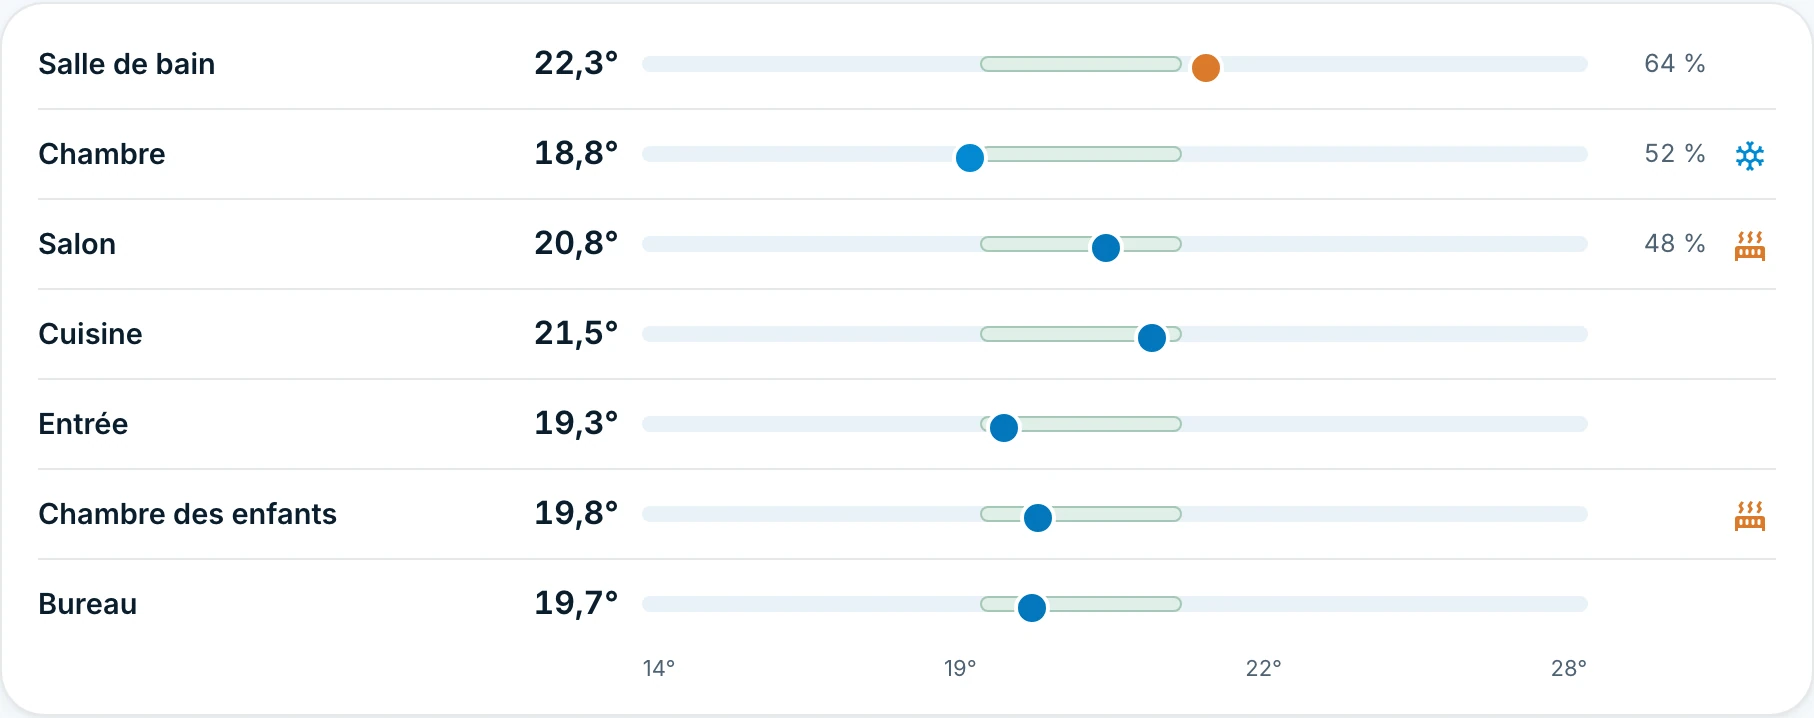 Salle de bain 22,3° 64 %
Chambre 18,8° 52 %
Salon 20,8° 48 %
Cuisine 21,5°
Entrée 19,3°
Chambre des enfants 19,8°
Bureau 19,7°
14° 19° 22° 28°